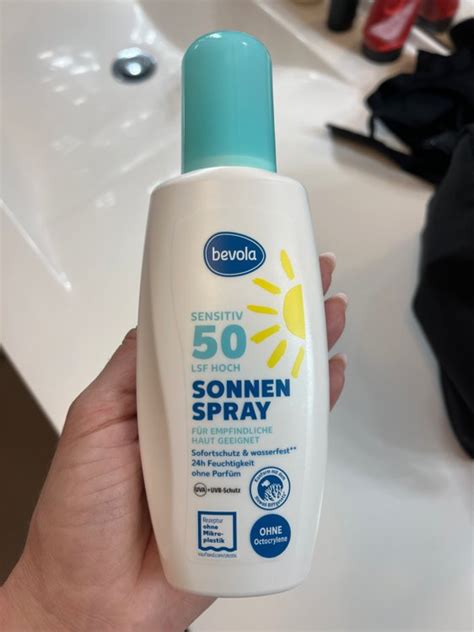 bevola
SENSITIV
50
LSF HOCH
SONNEN
SPRAY
FÜR EMPFINDLICHE
HAUT GEEIGNET
Sofortschutz & wasserfest**
24h Feuchtigkeit
ohne Parfüm
UVA +UVB-Schutz
Rezeptur
ohne Mikro-
plastik
OHNE
Octocrylene